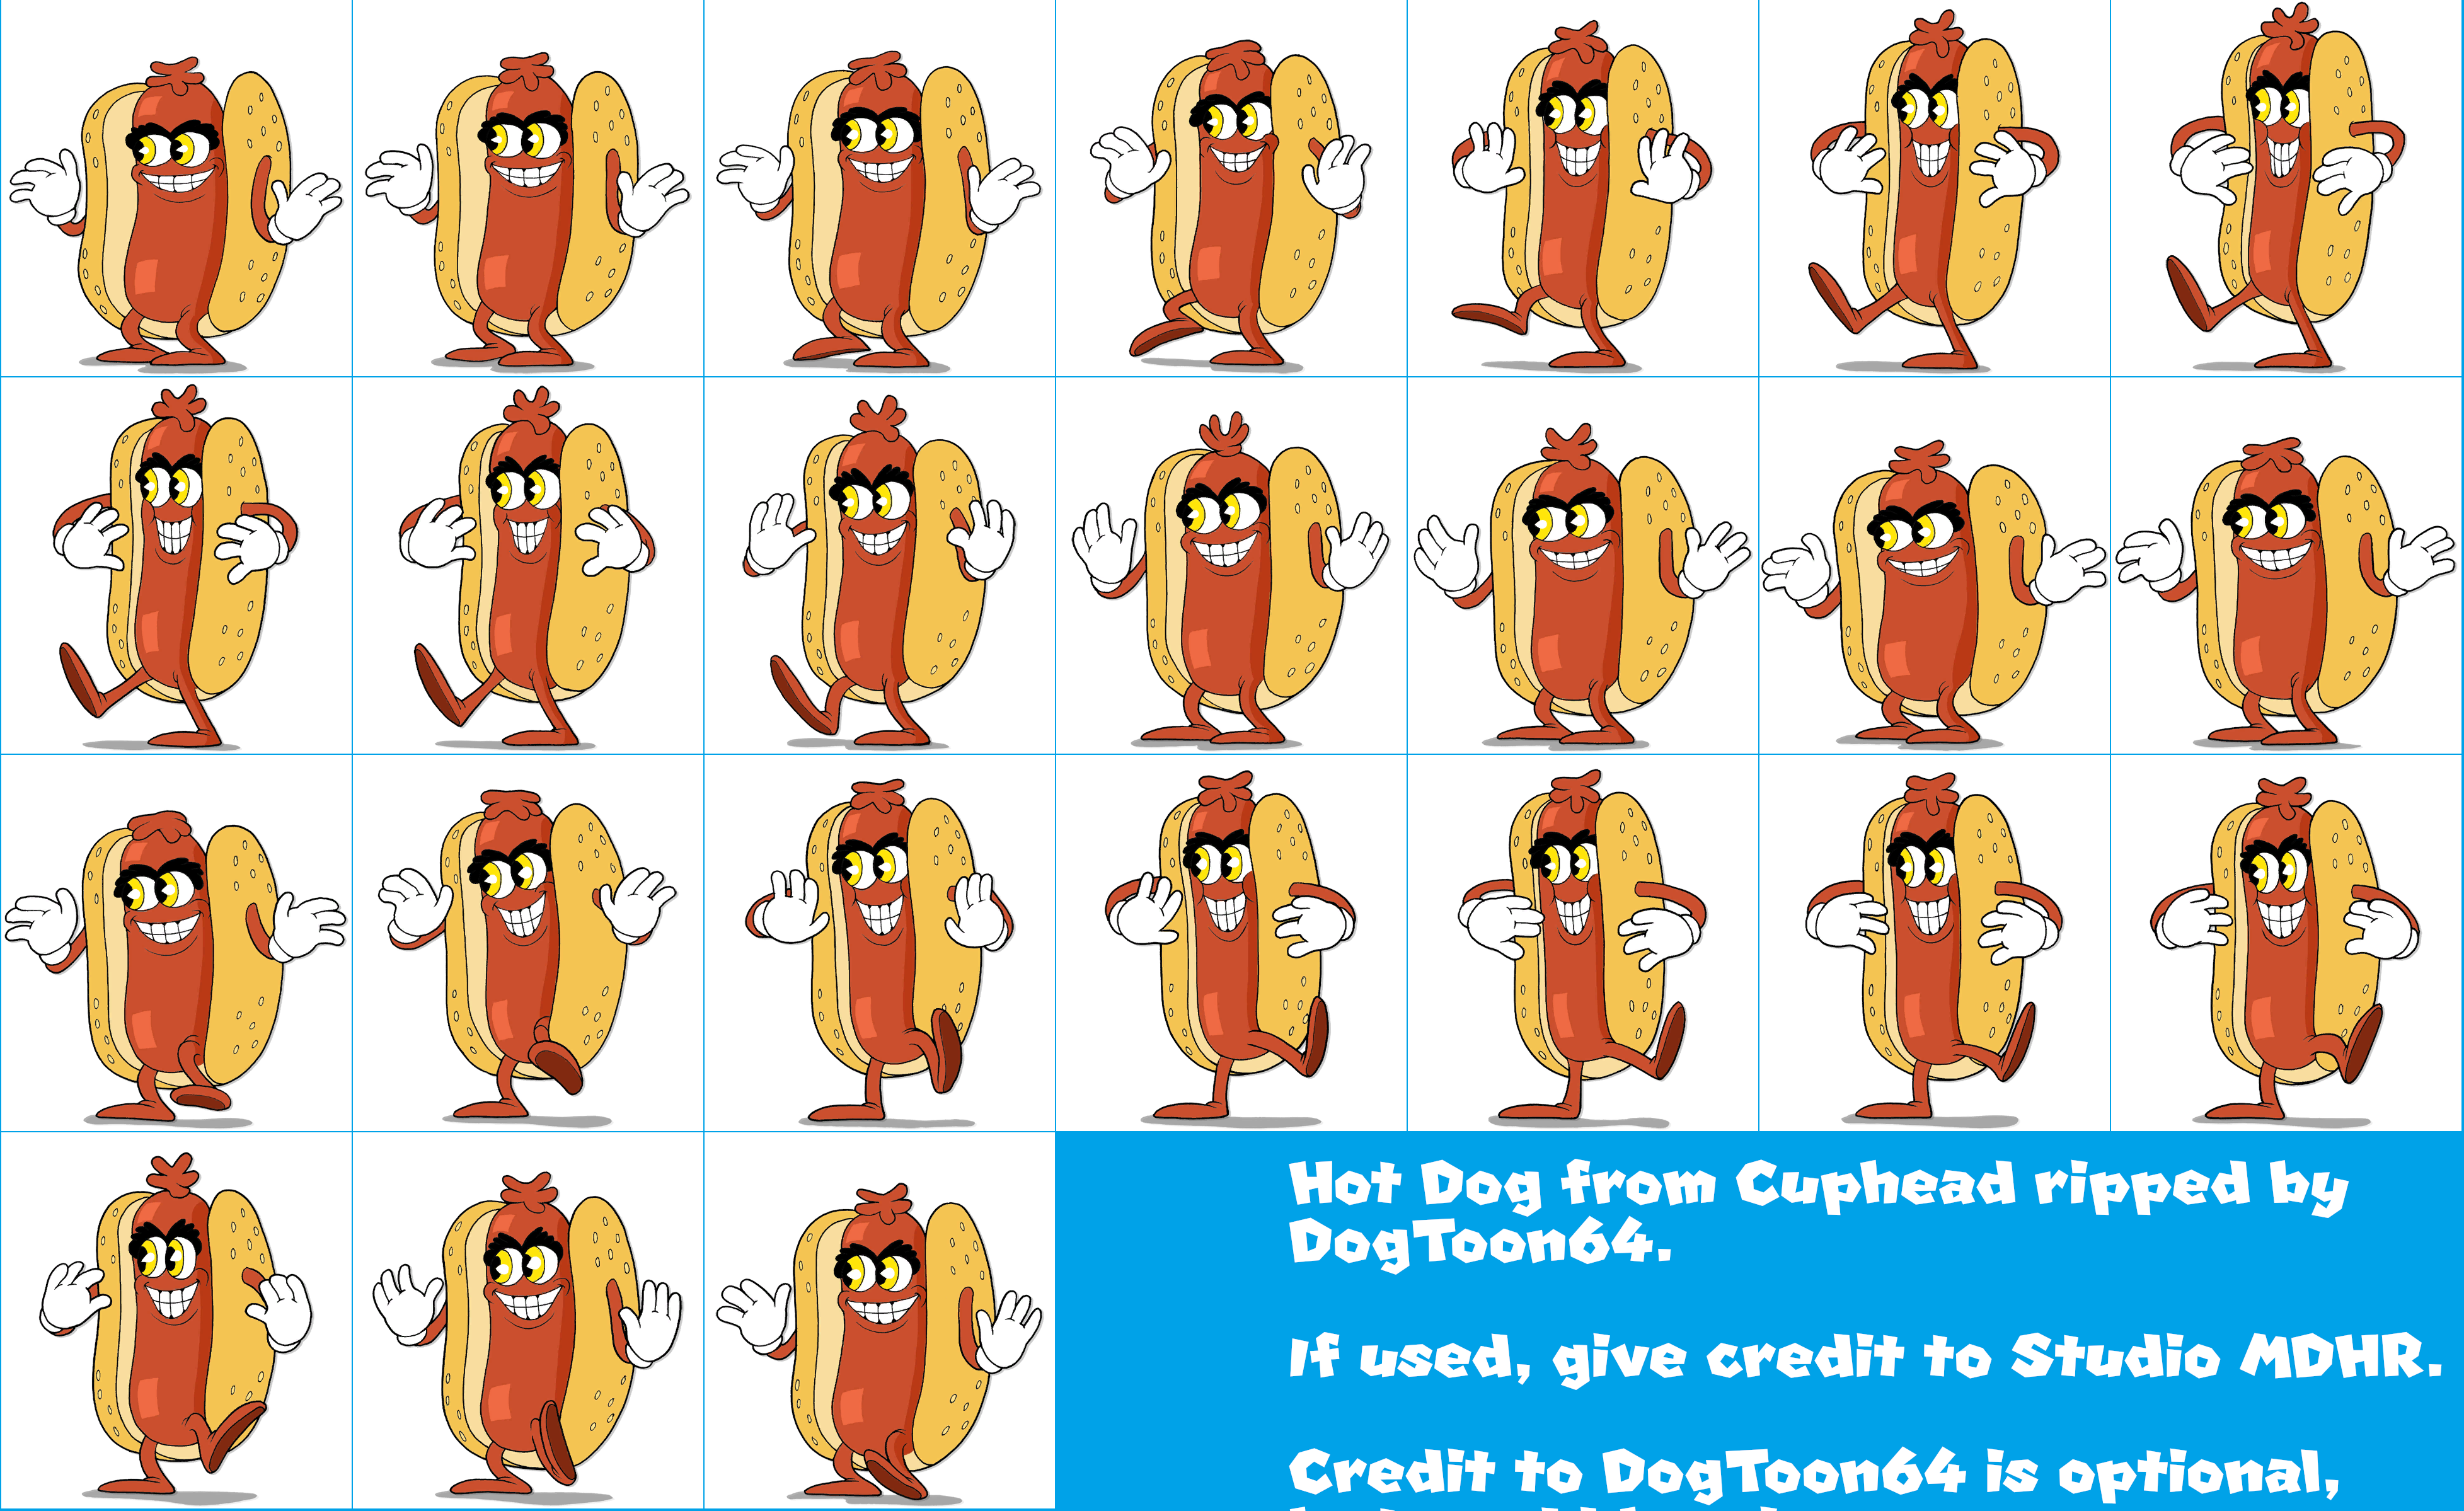 Hot Dog from Cuphead ripped by
DogToon64.
If used, give credit to Studio MDHR.
Credit to DogToon64 is optional,